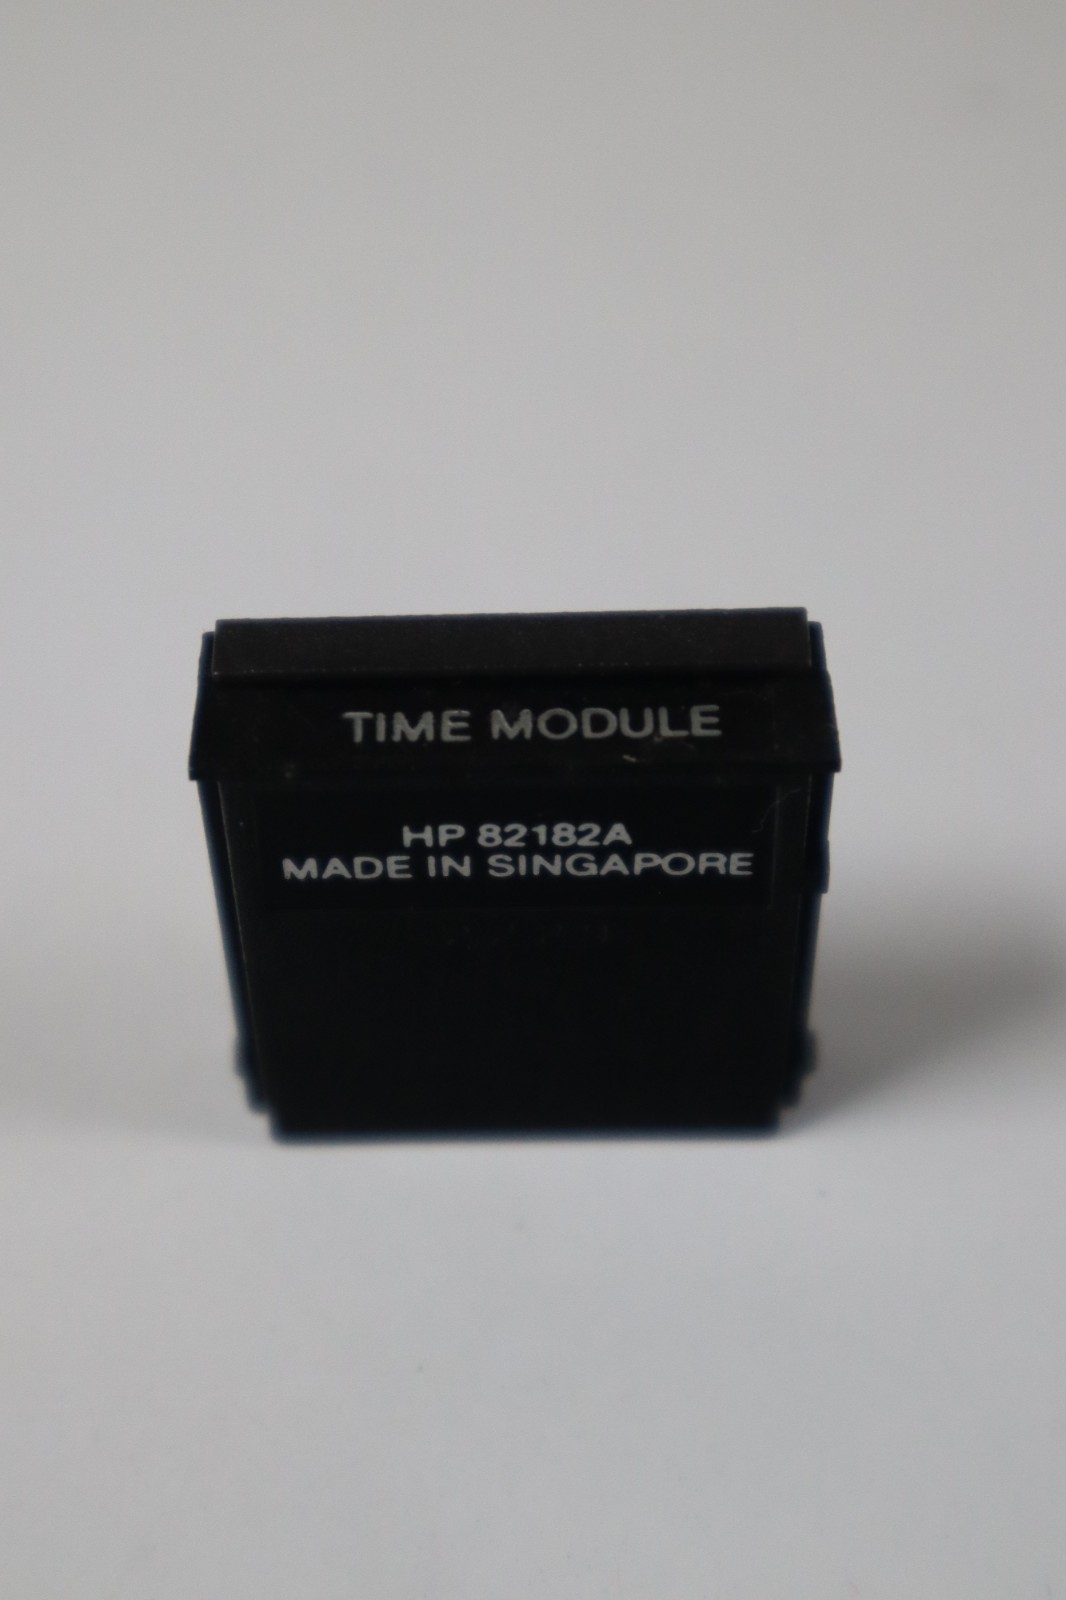 TIME MODULE
HP 82182A
MADE IN SINGAPORE